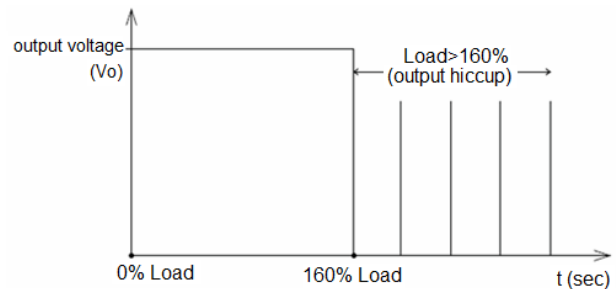 output voltage
(Vo)
Load>160%
(output hiccup)
0% Load
160% Load
t (sec)